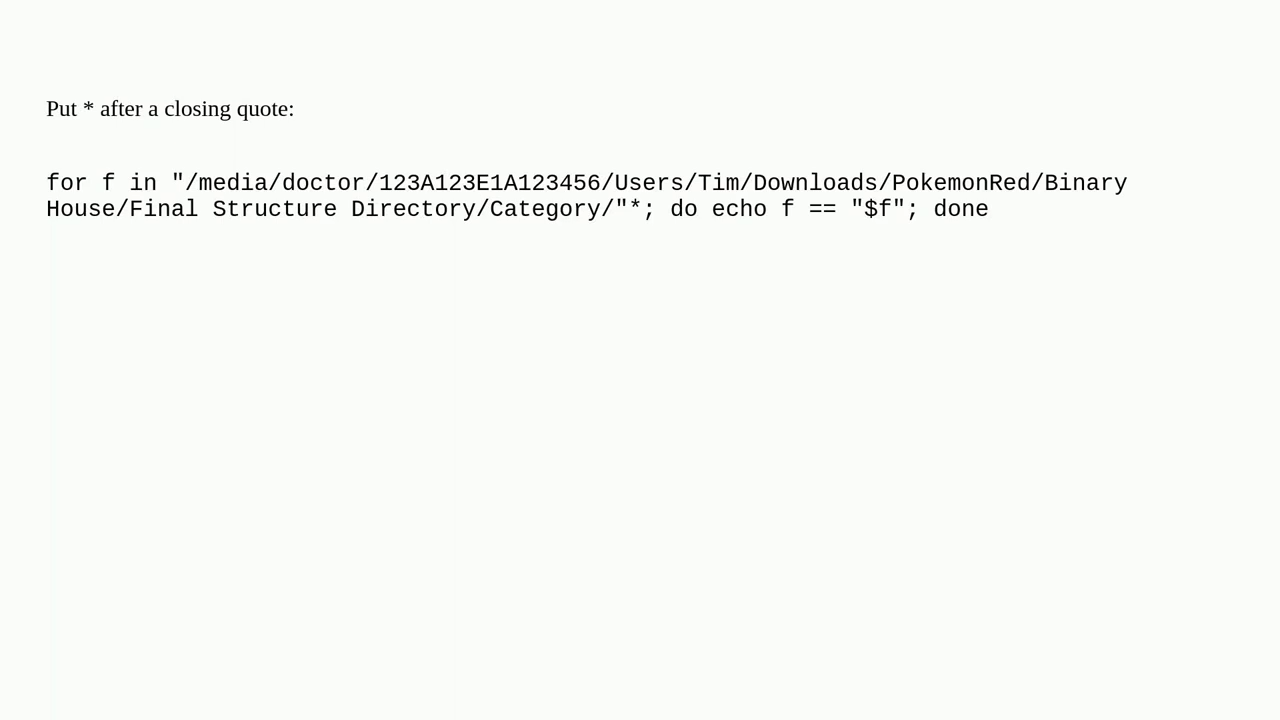 Put * after a closing quote:
for f in "/media/doctor/123A123E1A123456/Users/Tim/Downloads/PokemonRed/Binary
House/Final Structure Directory/Category/"*; do echo f == "$f"; done